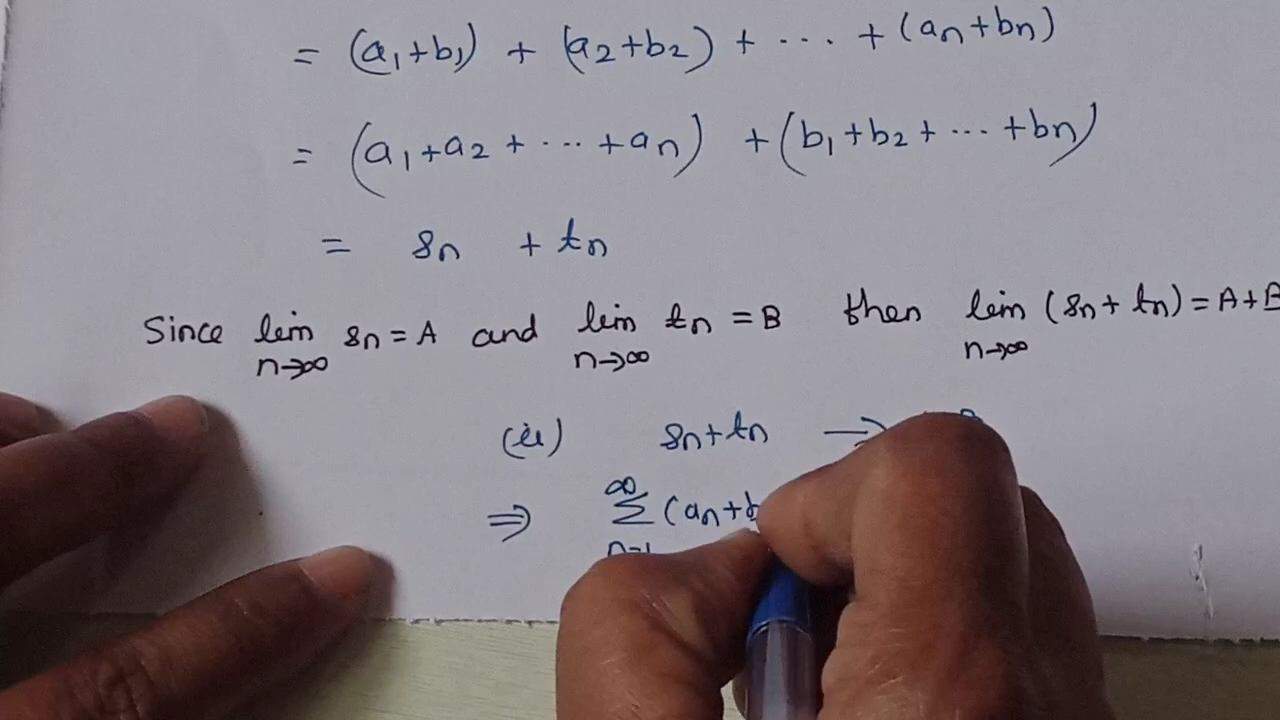 = (a₁+b₁) + (a₂+b₂) + ... + (aₙ+bₙ)
= (a₁+a₂+...+aₙ) + (b₁+b₂+...+bₙ)
= sₙ + tₙ
Since lim n→∞ sₙ = A and lim n→∞ tₙ = B then lim n→∞ (sₙ + tₙ) = A+B
(ie) sₙ+tₙ →
⇒ ∞ Σ n=1 (aₙ+b